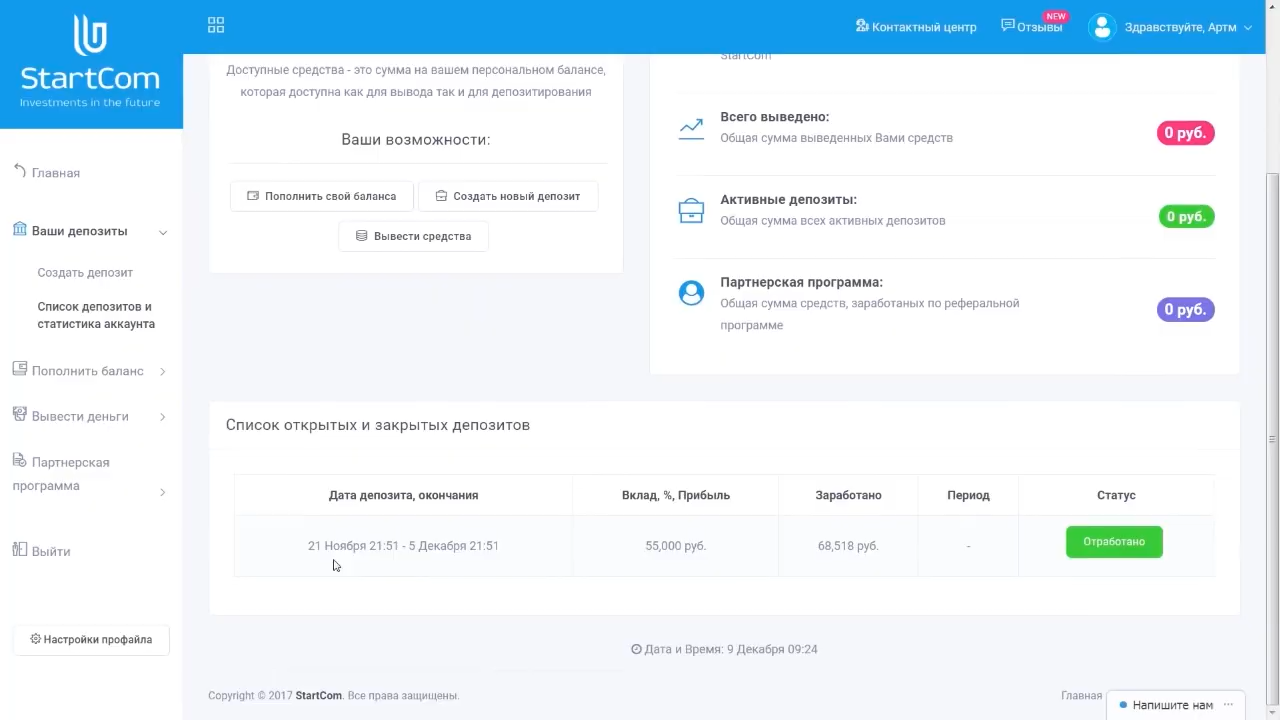 StartCom
Investments in the future
Контактный центр
NEW
Отзывы
Здравствуйте, Артм
Главная
Ваши депозиты
Создать депозит
Список депозитов и
статистика аккаунта
Пополнить баланс
Вывести деньги
Партнерская
программа
Выйти
Настройки профайла
Доступные средства - это сумма на вашем персональном балансе,
которая доступна как для вывода так и для депозитирования
Ваши возможности:
Пополнить свой баланса
Создать новый депозит
Вывести средства
StartCom
Всего выведено:
Общая сумма выведенных Вами средств
0 руб.
Активные депозиты:
Общая сумма всех активных депозитов
0 руб.
Партнерская программа:
Общая сумма средств, заработаных по реферальной
программе
0 руб.
Список открытых и закрытых депозитов
Дата депозита, окончания Вклад, %, Прибыль Заработано Период Статус
21 Ноября 21:51 - 5 Декабря 21:51 55,000 руб. 68,518 руб. - Отработано
Дата и Время: 9 Декабря 09:24
Copyright © 2017 StartCom. Все права защищены.
Главная
Напишите нам